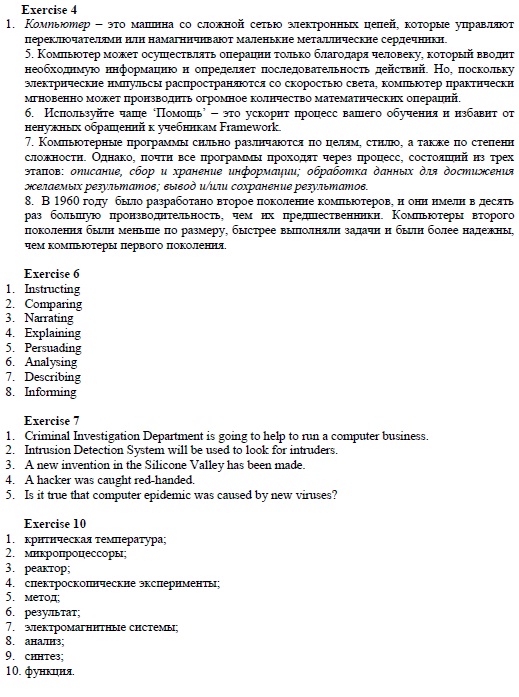 Exercise 4
1. Компьютер – это машина со сложной сетью электронных цепей, которые управляют
переключателями или намагничивают маленькие металлические сердечники.
5. Компьютер может осуществлять операции только благодаря человеку, который вводит
необходимую информацию и определяет последовательность действий. Но, поскольку
электрические импульсы распространяются со скоростью света, компьютер практически
мгновенно может производить огромное количество математических операций.
6. Используйте чаще ‘Помощь’ – это ускорит процесс вашего обучения и избавит от
ненужных обращений к учебникам Framework.
7. Компьютерные программы сильно различаются по целям, стилю, а также по степени
сложности. Однако, почти все программы проходят через процесс, состоящий из трех
этапов: описание, сбор и хранение информации; обработка данных для достижения
желаемых результатов; вывод и/или сохранение результатов.
8. В 1960 году было разработано второе поколение компьютеров, и они имели в десять
раз большую производительность, чем их предшественники. Компьютеры второго
поколения были меньше по размеру, быстрее выполняли задачи и были более надежны,
чем компьютеры первого поколения.
Exercise 6
1. Instructing
2. Comparing
3. Narrating
4. Explaining
5. Persuading
6. Analysing
7. Describing
8. Informing
Exercise 7
1. Criminal Investigation Department is going to help to run a computer business.
2. Intrusion Detection System will be used to look for intruders.
3. A new invention in the Silicone Valley has been made.
4. A hacker was caught red-handed.
5. Is it true that computer epidemic was caused by new viruses?
Exercise 10
1. критическая температура;
2. микропроцессоры;
3. реактор;
4. спектроскопические эксперименты;
5. метод;
6. результат;
7. электромагнитные системы;
8. анализ;
9. синтез;
10. функция.